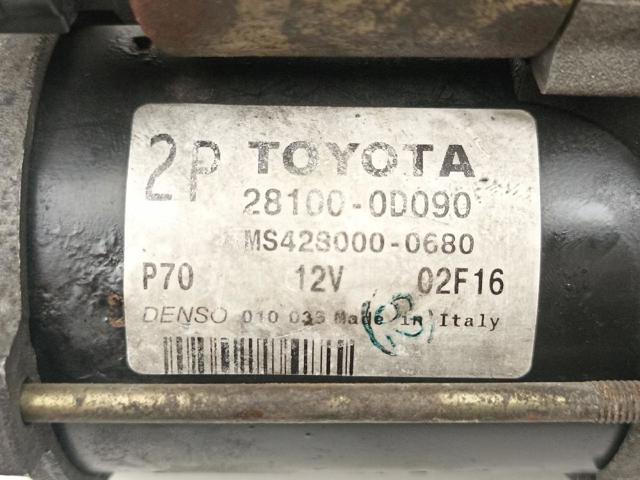 2P TOYOTA
28100-0D090
MS428000-0680
P70 12V 02F16
DENSO 010 036 Made in Italy